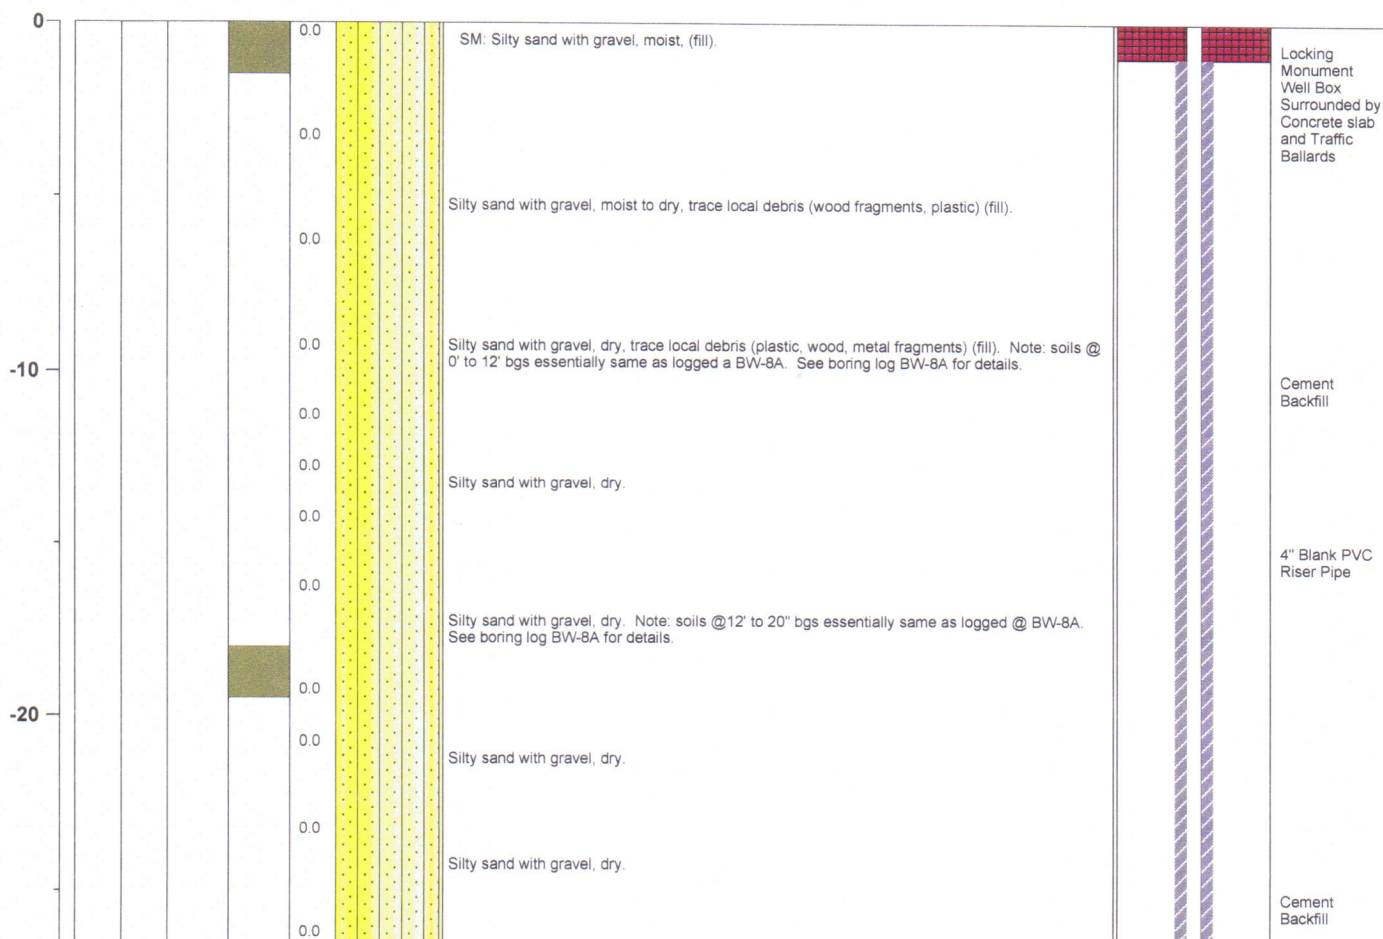 0
0.0
SM: Silty sand with gravel, moist, (fill).
Locking
Monument
Well Box
Surrounded by
Concrete slab
and Traffic
Ballards
0.0
Silty sand with gravel, moist to dry, trace local debris (wood fragments, plastic) (fill).
0.0
0.0
Silty sand with gravel, dry, trace local debris (plastic, wood, metal fragments) (fill).  Note: soils @
0' to 12' bgs essentially same as logged a BW-8A.  See boring log BW-8A for details.
-10
Cement
Backfill
0.0
0.0
Silty sand with gravel, dry.
0.0
4" Blank PVC
Riser Pipe
0.0
Silty sand with gravel, dry.  Note: soils @12' to 20" bgs essentially same as logged @ BW-8A.
See boring log BW-8A for details.
0.0
-20
0.0
Silty sand with gravel, dry.
0.0
Silty sand with gravel, dry.
Cement
Backfill
0.0